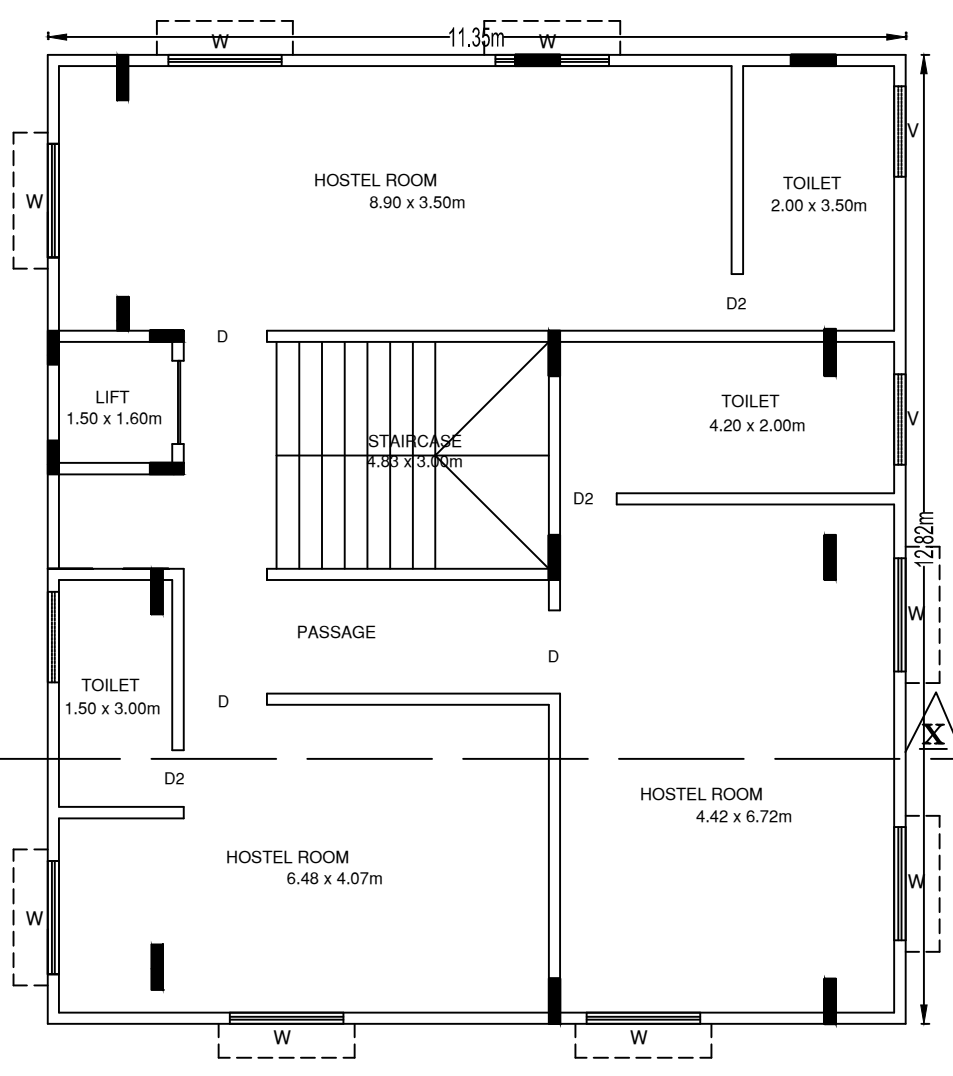 11.35m
W
W
V
W
HOSTEL ROOM
8.90 x 3.50m
TOILET
2.00 x 3.50m
D2
D
LIFT
1.50 x 1.60m
STAIRCASE
4.83 x 3.00m
TOILET
4.20 x 2.00m
V
D2
12.82m
W
PASSAGE
D
TOILET
1.50 x 3.00m
D
X
D2
HOSTEL ROOM
4.42 x 6.72m
HOSTEL ROOM
6.48 x 4.07m
W
W
W
W